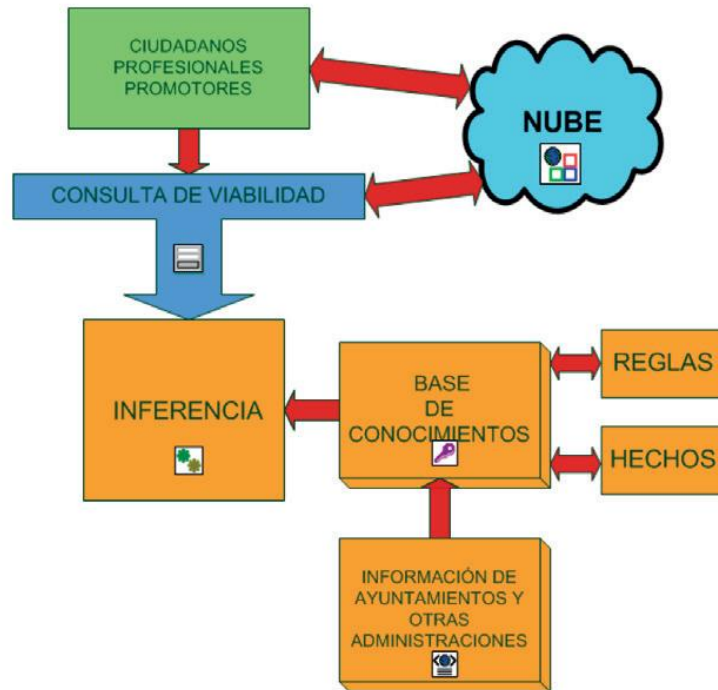 CIUDADANOS
PROFESIONALES
PROMOTORES
NUBE
CONSULTA DE VIABILIDAD
INFERENCIA
BASE
DE
CONOCIMIENTOS
REGLAS
HECHOS
INFORMACIÓN DE
AYUNTAMIENTOS Y
OTRAS
ADMINISTRACIONES